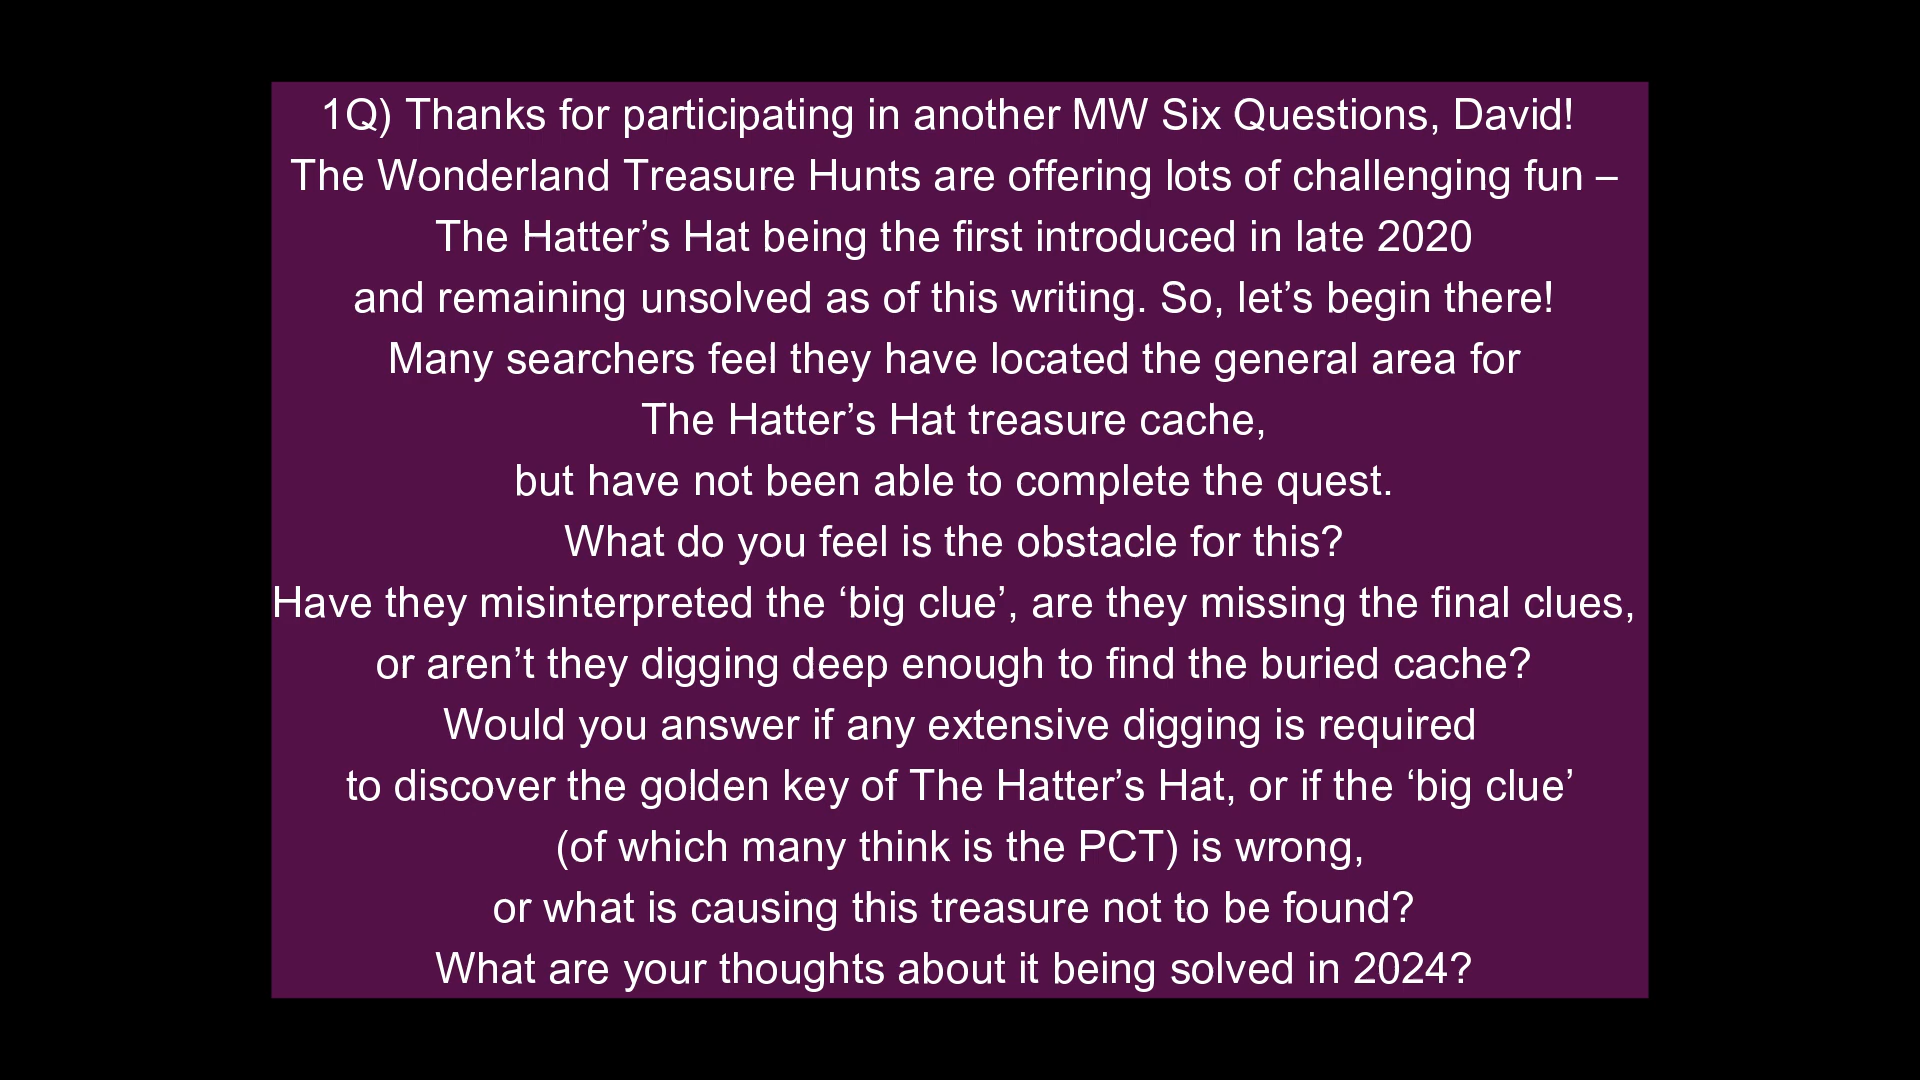 1Q) Thanks for participating in another MW Six Questions, David!
The Wonderland Treasure Hunts are offering lots of challenging fun –
The Hatter’s Hat being the first introduced in late 2020
and remaining unsolved as of this writing. So, let’s begin there!
Many searchers feel they have located the general area for
The Hatter’s Hat treasure cache,
but have not been able to complete the quest.
What do you feel is the obstacle for this?
Have they misinterpreted the ‘big clue’, are they missing the final clues,
or aren’t they digging deep enough to find the buried cache?
Would you answer if any extensive digging is required
to discover the golden key of The Hatter’s Hat, or if the ‘big clue’
(of which many think is the PCT) is wrong,
or what is causing this treasure not to be found?
What are your thoughts about it being solved in 2024?